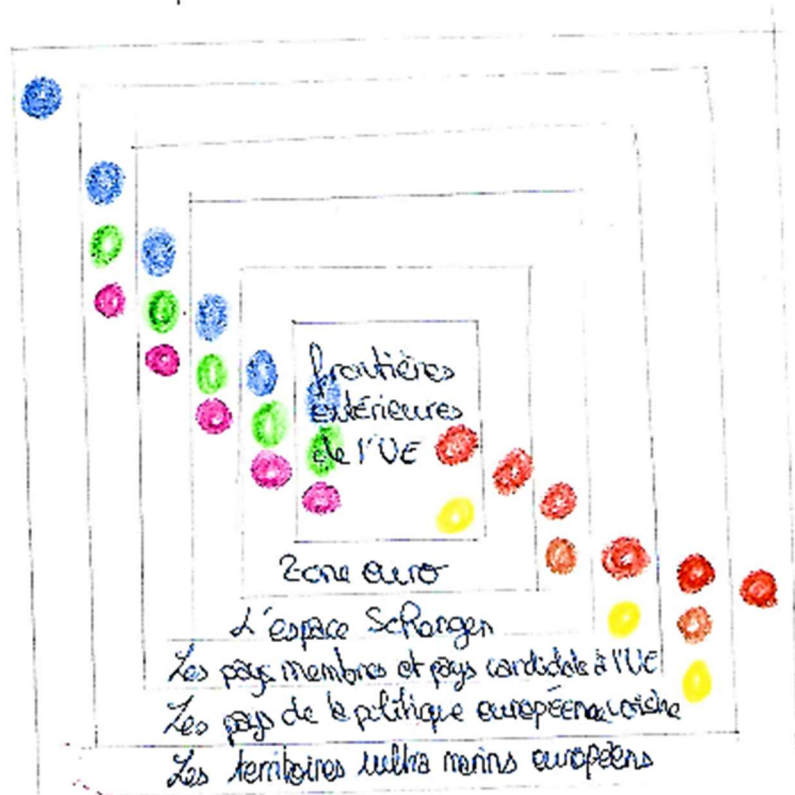 frontières
extérieures
de l'UE
Zone euro
L'espace Schengen
Les pays membres et pays candidats à l'UE
Les pays de la politique européenne voisine
Les territoires ultra marins européens